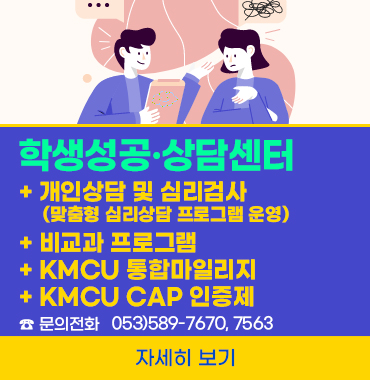 학생성공·상담센터
+ 개인상담 및 심리검사
(맞춤형 심리상담 프로그램 운영)
+ 비교과 프로그램
+ KMCU 통합마일리지
+ KMCU CAP 인증제
☎ 문의전화 053)589-7670, 7563
자세히 보기